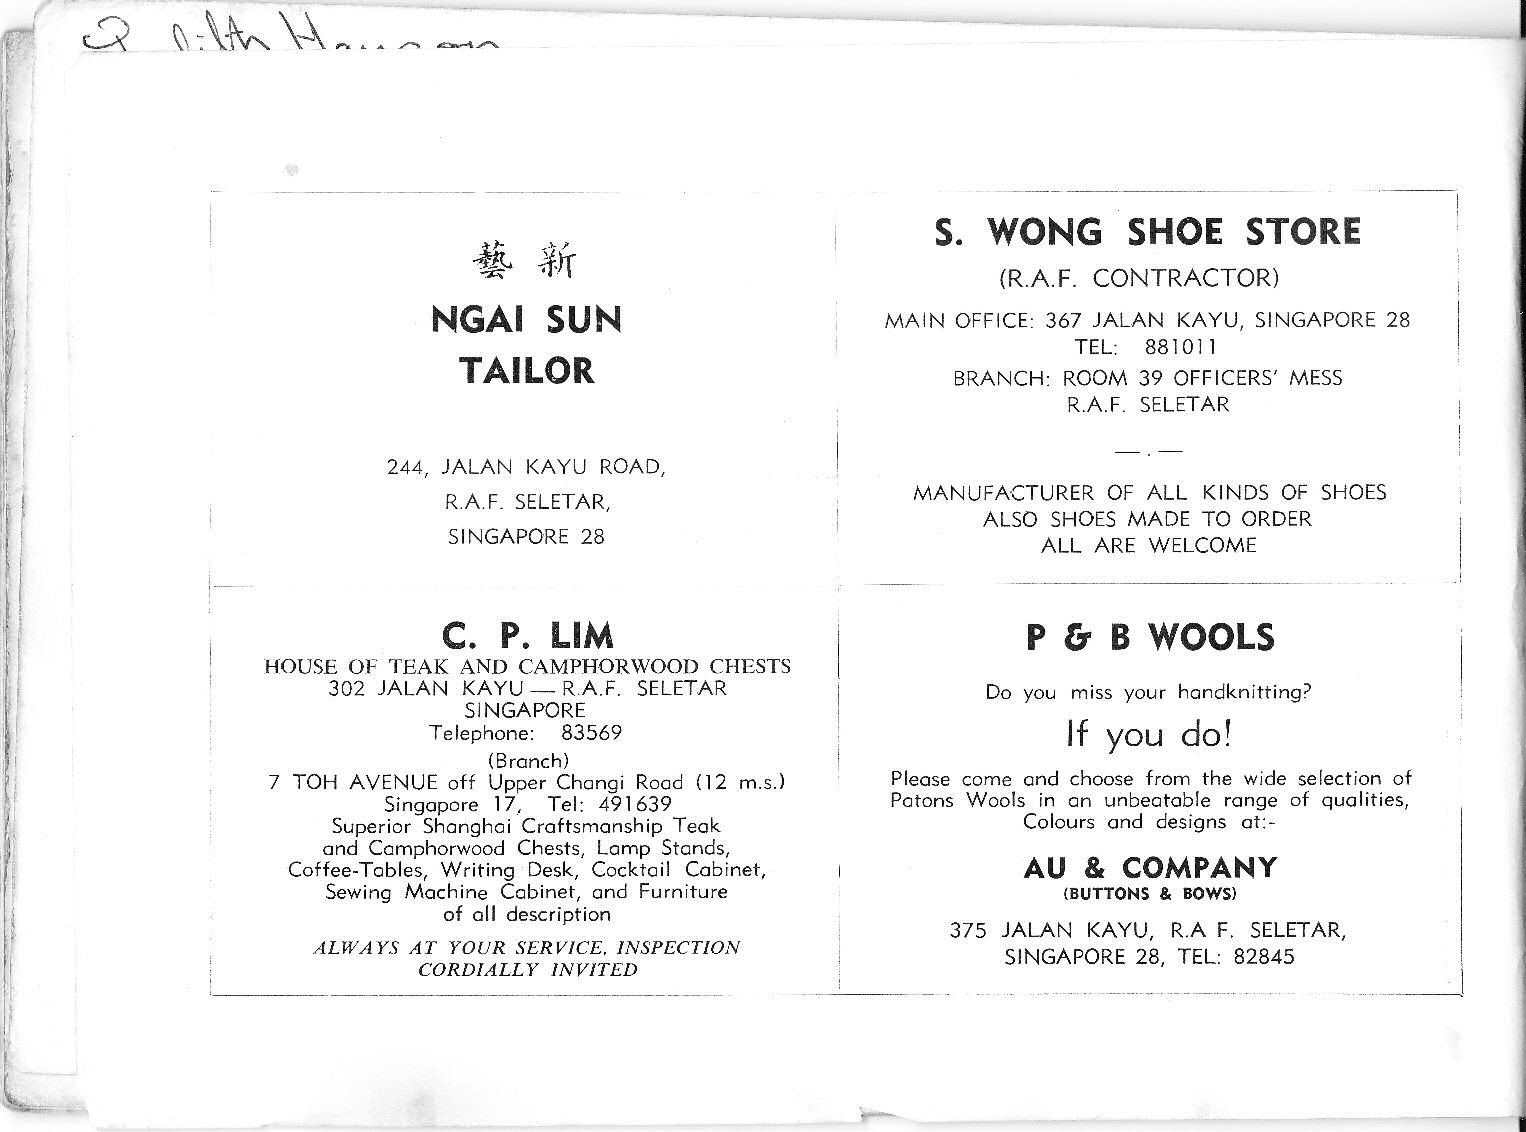 藝 新
NGAI SUN
TAILOR
244, JALAN KAYU ROAD,
R.A.F. SELETAR,
SINGAPORE 28
S. WONG SHOE STORE
(R.A.F. CONTRACTOR)
MAIN OFFICE: 367 JALAN KAYU, SINGAPORE 28
TEL: 881011
BRANCH: ROOM 39 OFFICERS' MESS
R.A.F. SELETAR
— . —
MANUFACTURER OF ALL KINDS OF SHOES
ALSO SHOES MADE TO ORDER
ALL ARE WELCOME
C. P. LIM
HOUSE OF TEAK AND CAMPHORWOOD CHESTS
302 JALAN KAYU — R.A.F. SELETAR
SINGAPORE
Telephone: 83569
(Branch)
7 TOH AVENUE off Upper Changi Road (12 m.s.)
Singapore 17, Tel: 491639
Superior Shanghai Craftsmanship Teak
and Camphorwood Chests, Lamp Stands,
Coffee-Tables, Writing Desk, Cocktail Cabinet,
Sewing Machine Cabinet, and Furniture
of all description
ALWAYS AT YOUR SERVICE, INSPECTION
CORDIALLY INVITED
P & B WOOLS
Do you miss your handknitting?
If you do!
Please come and choose from the wide selection of
Patons Wools in an unbeatable range of qualities,
Colours and designs at:-
AU & COMPANY
(BUTTONS & BOWS)
375 JALAN KAYU, R.A F. SELETAR,
SINGAPORE 28, TEL: 82845